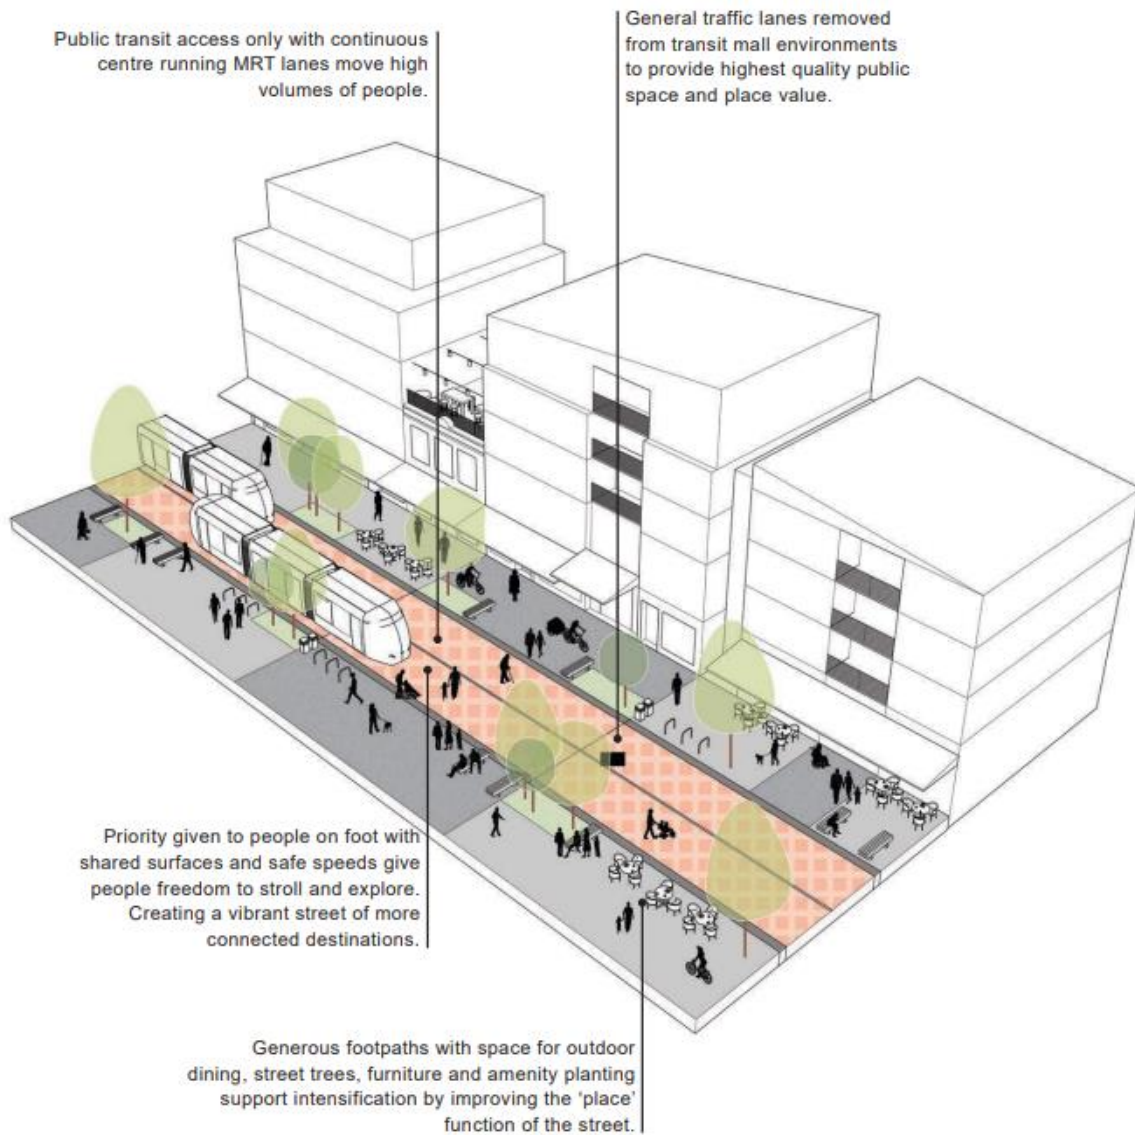 Public transit access only with continuous
centre running MRT lanes move high
volumes of people.
General traffic lanes removed
from transit mall environments
to provide highest quality public
space and place value.
Priority given to people on foot with
shared surfaces and safe speeds give
people freedom to stroll and explore.
Creating a vibrant street of more
connected destinations.
Generous footpaths with space for outdoor
dining, street trees, furniture and amenity planting
support intensification by improving the ‘place’
function of the street.